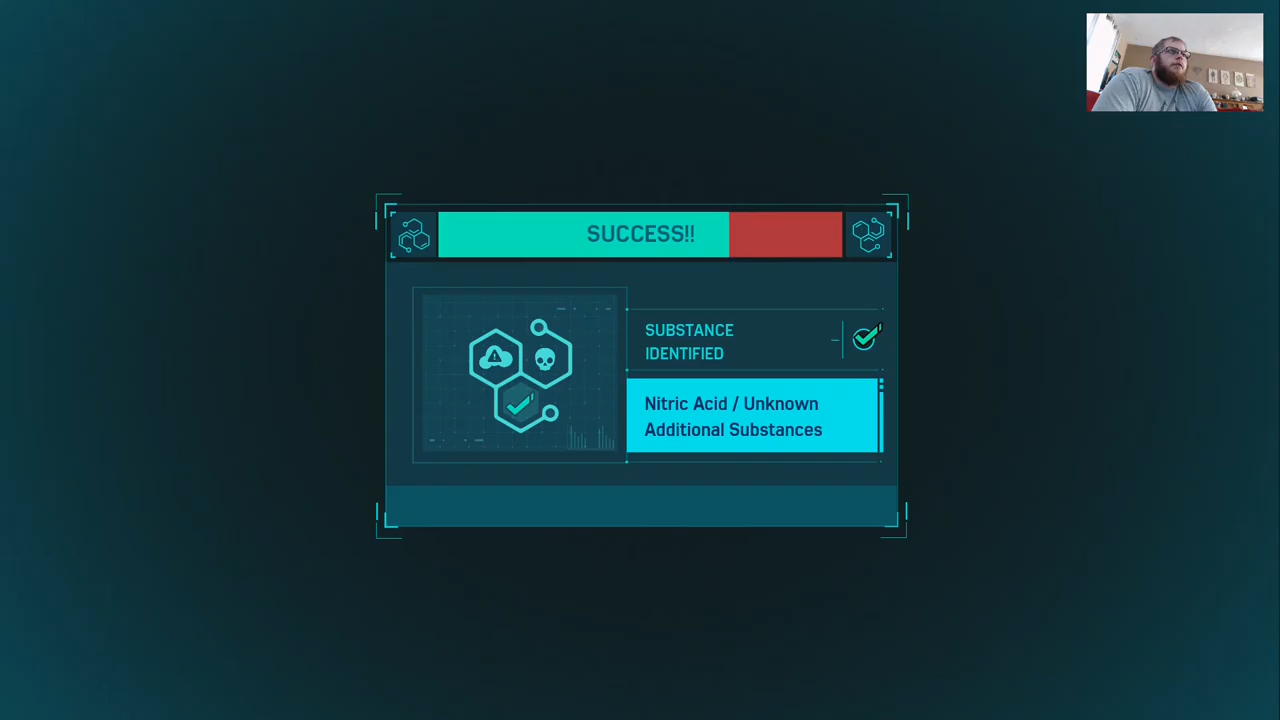 SUCCESS!!
SUBSTANCE
IDENTIFIED
Nitric Acid / Unknown
Additional Substances